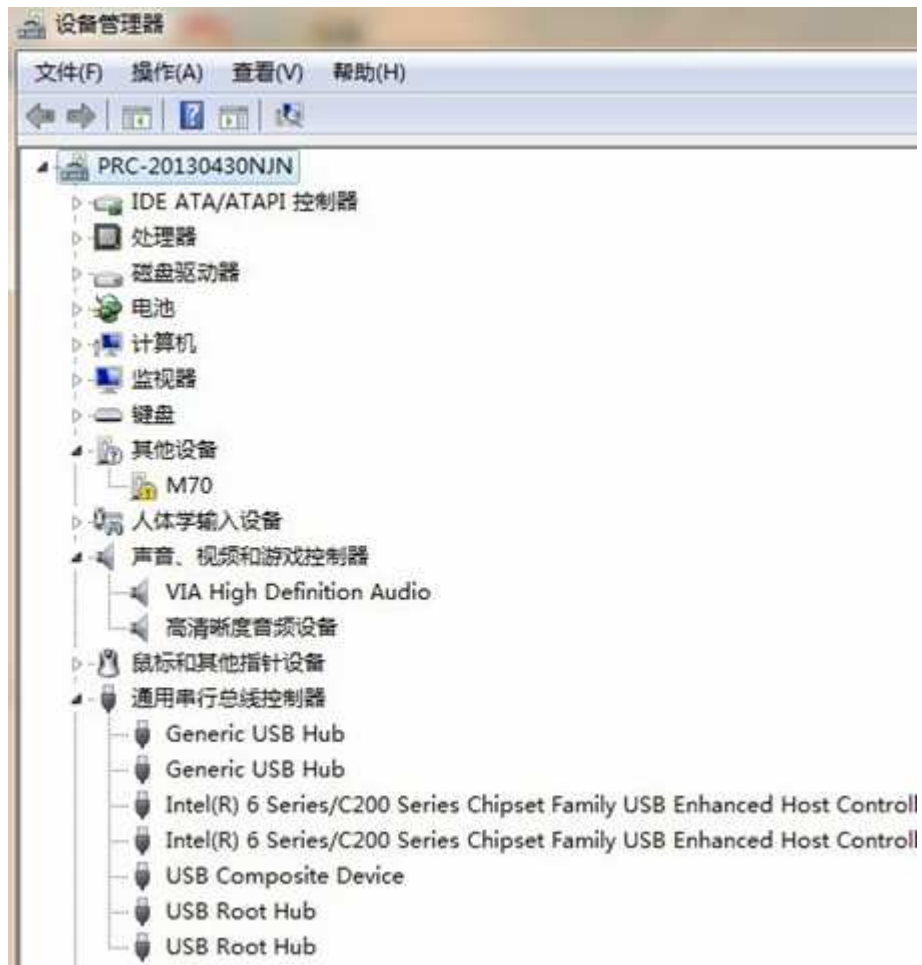 设备管理器
文件(F) 操作(A) 查看(V) 帮助(H)
PRC-20130430NJN
IDE ATA/ATAPI 控制器
处理器
磁盘驱动器
电池
计算机
监视器
键盘
其他设备
M70
人体学输入设备
声音、视频和游戏控制器
VIA High Definition Audio
高清晰度音频设备
鼠标和其他指针设备
通用串行总线控制器
Generic USB Hub
Generic USB Hub
Intel(R) 6 Series/C200 Series Chipset Family USB Enhanced Host Controll
Intel(R) 6 Series/C200 Series Chipset Family USB Enhanced Host Controll
USB Composite Device
USB Root Hub
USB Root Hub